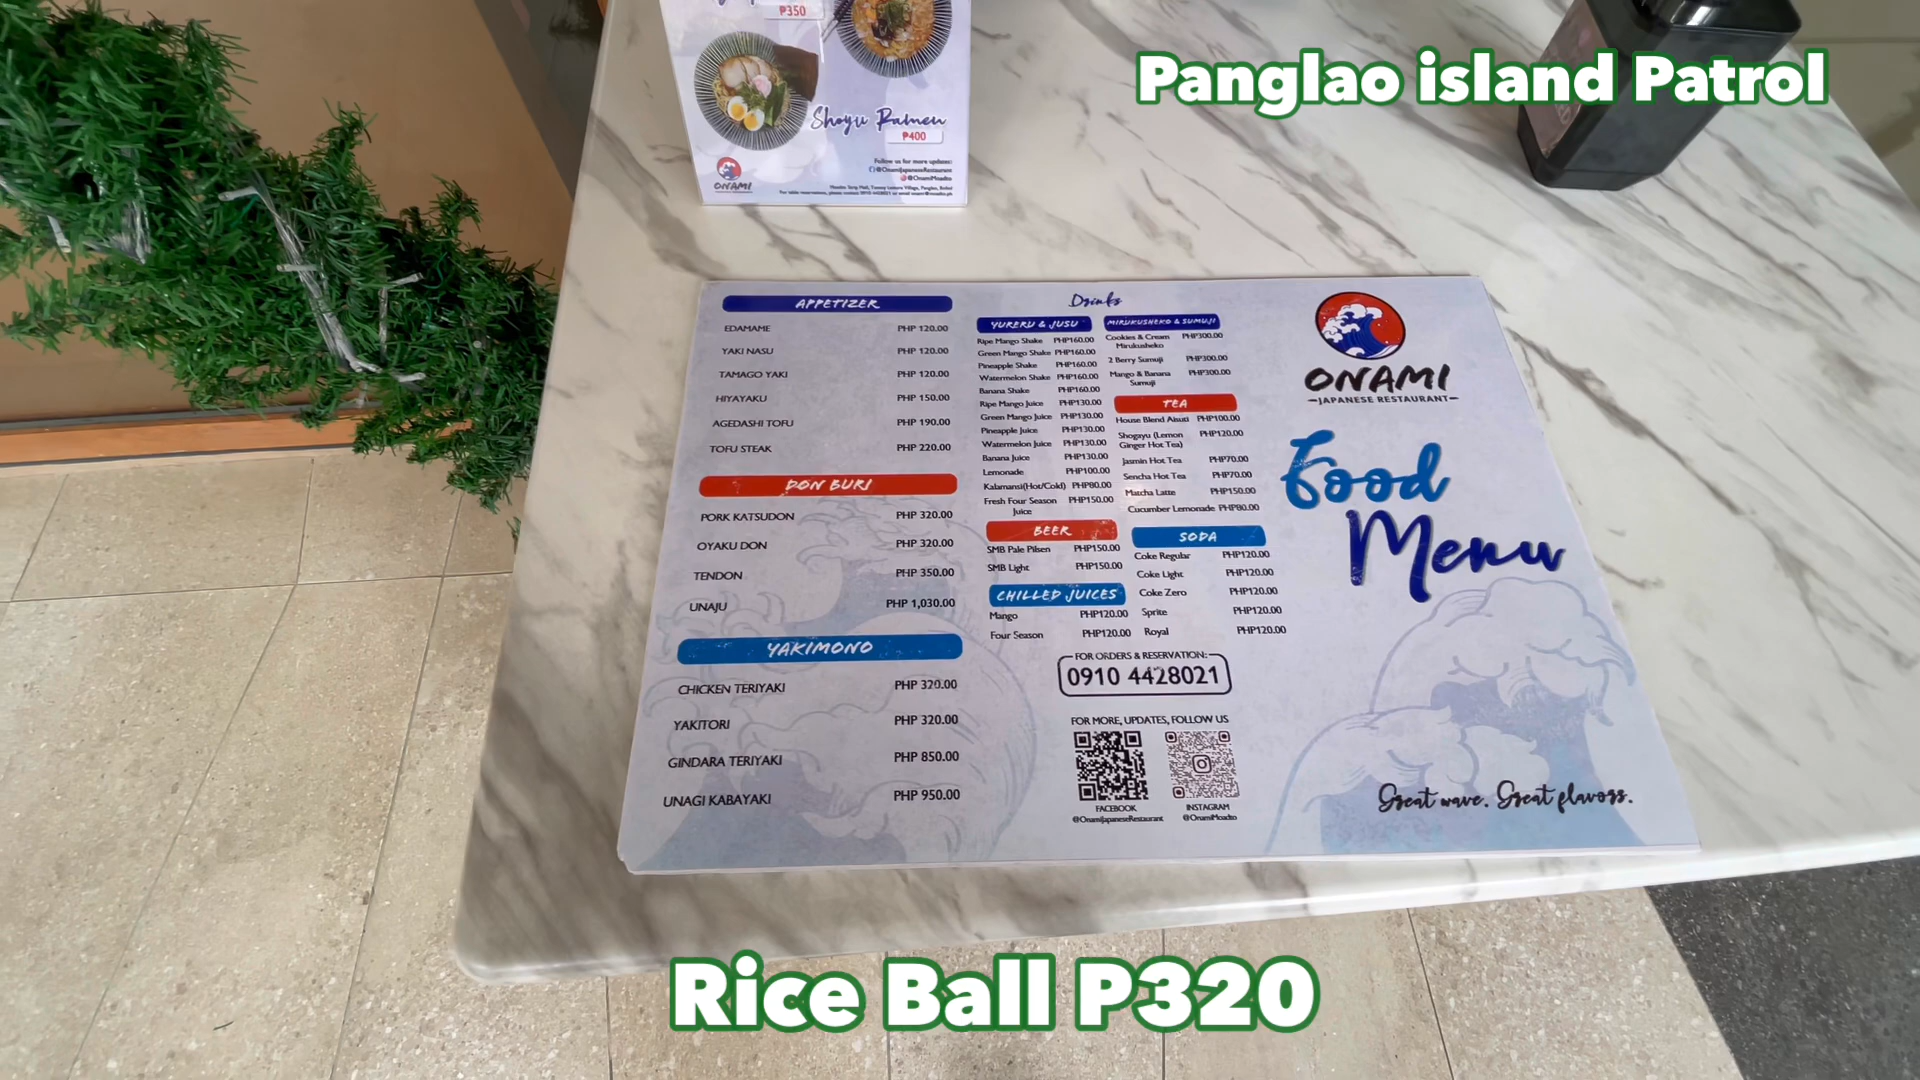 ₱350
Shoyu Ramen
₱400
Follow us for more updates:
@OnamiJapaneseRestaurant
@OnamiMoadto
ONAMI
Panglao island Patrol
APPETIZER
EDAMAME PHP 120.00
YAKI NASU PHP 120.00
TAMAGO YAKI PHP 120.00
HIYAYAKU PHP 150.00
AGEDASHI TOFU PHP 190.00
TOFU STEAK PHP 220.00
DON BURI
PORK KATSUDON PHP 320.00
OYAKU DON PHP 320.00
TENDON PHP 350.00
UNAJU PHP 1,030.00
YAKIMONO
CHICKEN TERIYAKI PHP 320.00
YAKITORI PHP 320.00
GINDARA TERIYAKI PHP 850.00
UNAGI KABAYAKI PHP 950.00
Drinks
YURERU & JUSU
Ripe Mango Shake PHP160.00
Green Mango Shake PHP160.00
Pineapple Shake PHP160.00
Watermelon Shake PHP160.00
Banana Shake PHP160.00
Ripe Mango Juice PHP130.00
Green Mango Juice PHP130.00
Pineapple Juice PHP130.00
Watermelon Juice PHP130.00
Banana Juice PHP130.00
Lemonade PHP100.00
Kalamansi(Hot/Cold) PHP80.00
Fresh Four Season PHP150.00
Juice
BEER
SMB Pale Pilsen PHP150.00
SMB Light PHP150.00
CHILLED JUICES
Mango PHP120.00
Four Season PHP120.00
MIRUKUSHEKO & SUMUJI
Cookies & Cream PHP300.00
Mirukusheko
2 Berry Sumuji PHP300.00
Mango & Banana PHP300.00
Sumuji
TEA
House Blend Aisuti PHP100.00
Shogayu (Lemon PHP120.00
Ginger Hot Tea)
Jasmin Hot Tea PHP70.00
Sencha Hot Tea PHP70.00
Matcha Latte PHP150.00
Cucumber Lemonade PHP80.00
SODA
Coke Regular PHP120.00
Coke Light PHP120.00
Coke Zero PHP120.00
Sprite PHP120.00
Royal PHP120.00
FOR ORDERS & RESERVATION:
0910 4428021
FOR MORE, UPDATES, FOLLOW US
FACEBOOK
@OnamiJapaneseRestaurant
INSTAGRAM
@OnamiMoadto
ONAMI
JAPANESE RESTAURANT
Food
Menu
Great wave. Great flavors.
Rice Ball P320